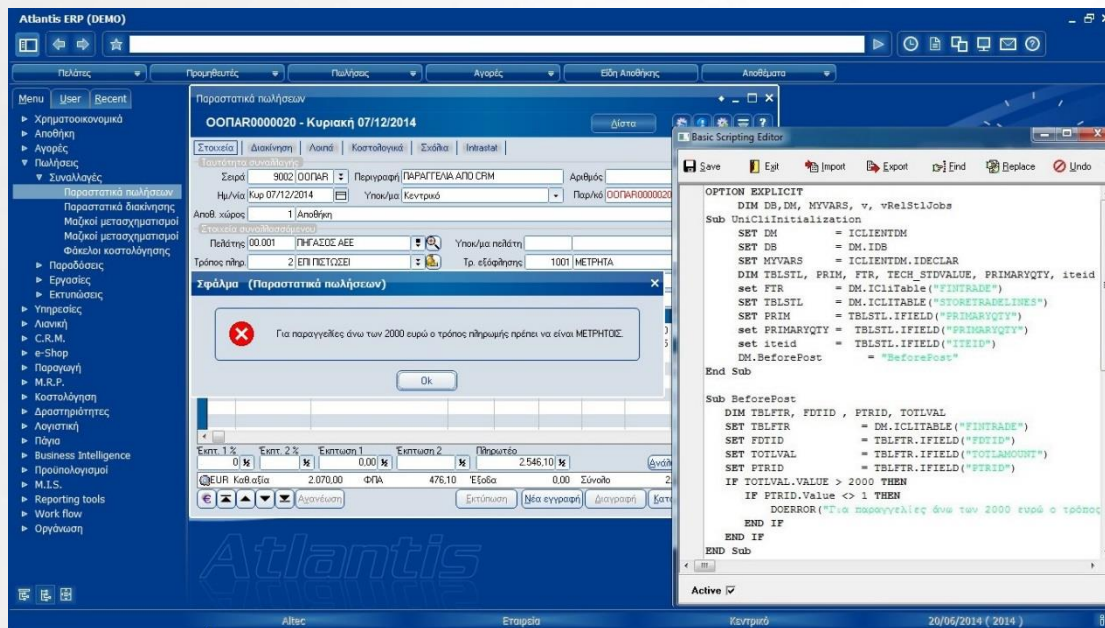 Atlantis ERP (DEMO)
Πελάτες Προμηθευτές Πωλήσεις Αγορές Είδη Αποθήκης Αποθέματα
Menu User Recent
Χρηματοοικονομικά
Αποθήκη
Αγορές
Πωλήσεις
Συναλλαγές
Παραστατικά πωλήσεων
Παραστατικά διακίνησης
Μαζικοί μετασχηματισμοί
Μαζικοί μετασχηματισμοί
Φάκελοι κοστολόγησης
Παραδόσεις
Εργασίες
Εκτυπώσεις
Υπηρεσίες
Λιανική
C.R.M.
e-Shop
Παραγωγή
M.R.P.
Κοστολόγηση
Δραστηριότητες
Λογιστική
Πάγια
Business Intelligence
Προϋπολογισμοί
M.I.S.
Reporting tools
Work flow
Οργάνωση
Παραστατικά πωλήσεων
ΟΟΠΑR0000020 - Κυριακή 07/12/2014
Λίστα
Στοιχεία Διακίνηση Λοιπά Κοστολογικά Σχόλια Intrastat
Ταυτότητα συναλλαγής
Σειρά 9002 ΟΟΠΑR Περιγραφή ΠΑΡΑΓΓΕΛΙΑ ΑΠΟ CRM Αριθμός
Ημ/νία Κυρ 07/12/2014 Υποκ/μα Κεντρικό Παρ/κό ΟΟΠΑR0000020
Αποθ. χώρος 1 Αποθήκη
Στοιχεία συναλλασσόμενου
Πελάτης 00.001 ΠΗΓΑΣΟΣ ΑΕΕ Υποκ/μα πελάτη
Τρόπος πληρ. 2 ΕΠΙ ΠΙΣΤΩΣΕΙ Τρ. εξόφλησης 1001 ΜΕΤΡΗΤΑ
Σφάλμα (Παραστατικά πωλήσεων)
Για παραγγελίες άνω των 2000 ευρώ ο τρόπος πληρωμής πρέπει να είναι ΜΕΤΡΗΤΟΙΣ.
Ok
Έκπτ. 1 % Έκπτ. 2 % Έκπτωση 1 Έκπτωση 2 Πληρωτέο
0 0,00 2.546,10
EUR Καθ.αξία 2.070,00 ΦΠΑ 476,10 Έξοδα 0,00 Σύνολο 2
Ανανέωση Εκτύπωση Νέα εγγραφή Διαγραφή
Atlantis
Basic Scripting Editor
Save Exit Import Export Find Replace Undo
OPTION EXPLICIT
DIM DB,DM, MYVARS, v, vRelStlJobs
Sub UniCliInitialization
SET DM = ICLIENTDM
SET DB = DM.IDB
SET MYVARS = ICLIENTDM.IDECLAR
DIM TBLSTL, PRIM, FTR, TECH_STDVALUE, PRIMARYQTY, iteid
set FTR = DM.ICliTable("FINTRADE")
SET TBLSTL = DM.ICLITABLE("STORETRADELINES")
SET PRIM = TBLSTL.IFIELD("PRIMARYQTY")
set PRIMARYQTY = TBLSTL.IFIELD("PRIMARYQTY")
set iteid = TBLSTL.IFIELD("ITEID")
DM.BeforePost = "BeforePost"
End Sub
Sub BeforePost
DIM TBLFTR, FDTID , PTRID, TOTLVAL
SET TBLFTR = DM.ICLITABLE("FINTRADE")
SET FDTID = TBLFTR.IFIELD("FDTID")
SET TOTLVAL = TBLFTR.IFIELD("TOTLAMOUNT")
SET PTRID = TBLFTR.IFIELD("PTRID")
IF TOTLVAL.VALUE > 2000 THEN
IF PTRID.Value <> 1 THEN
DOERROR("Για παραγγελίες άνω των 2000 ευρώ ο τρόπος
END IF
END IF
END Sub
Active
Altec Εταιρεία Κεντρικό 20/06/2014 ( 2014 )